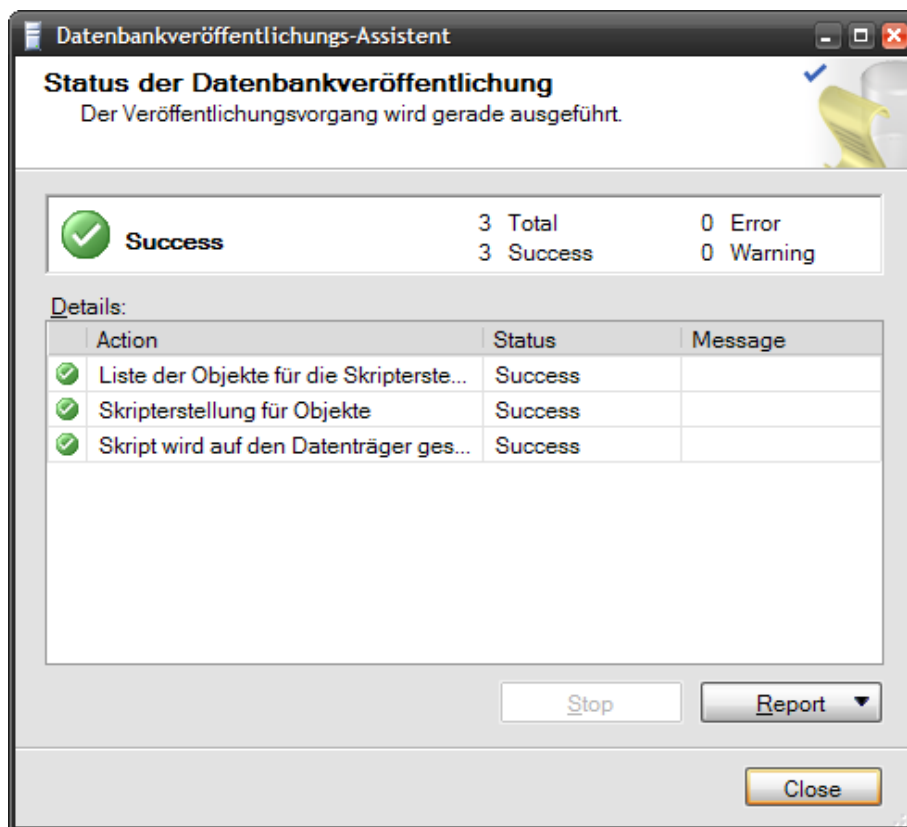 Datenbankveröffentlichungs-Assistent
Status der Datenbankveröffentlichung
Der Veröffentlichungsvorgang wird gerade ausgeführt.
Success
3 Total 0 Error
3 Success 0 Warning
Details:
Action Status Message
Liste der Objekte für die Skripterste... Success
Skripterstellung für Objekte Success
Skript wird auf den Datenträger ges... Success
Stop Report
Close